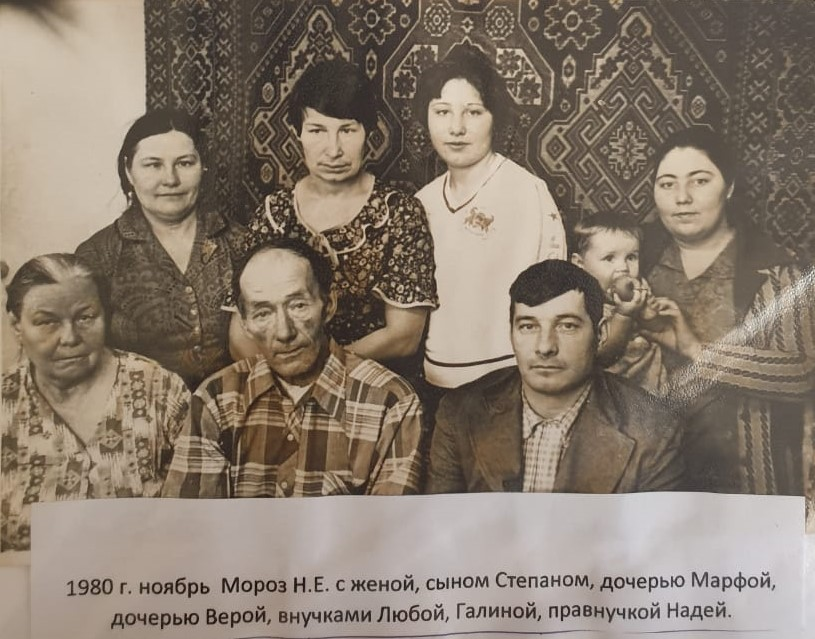 1980 г. ноябрь Мороз Н.Е. с женой, сыном Степаном, дочерью Марфой,
дочерью Верой, внучками Любой, Галиной, правнучкой Надей.